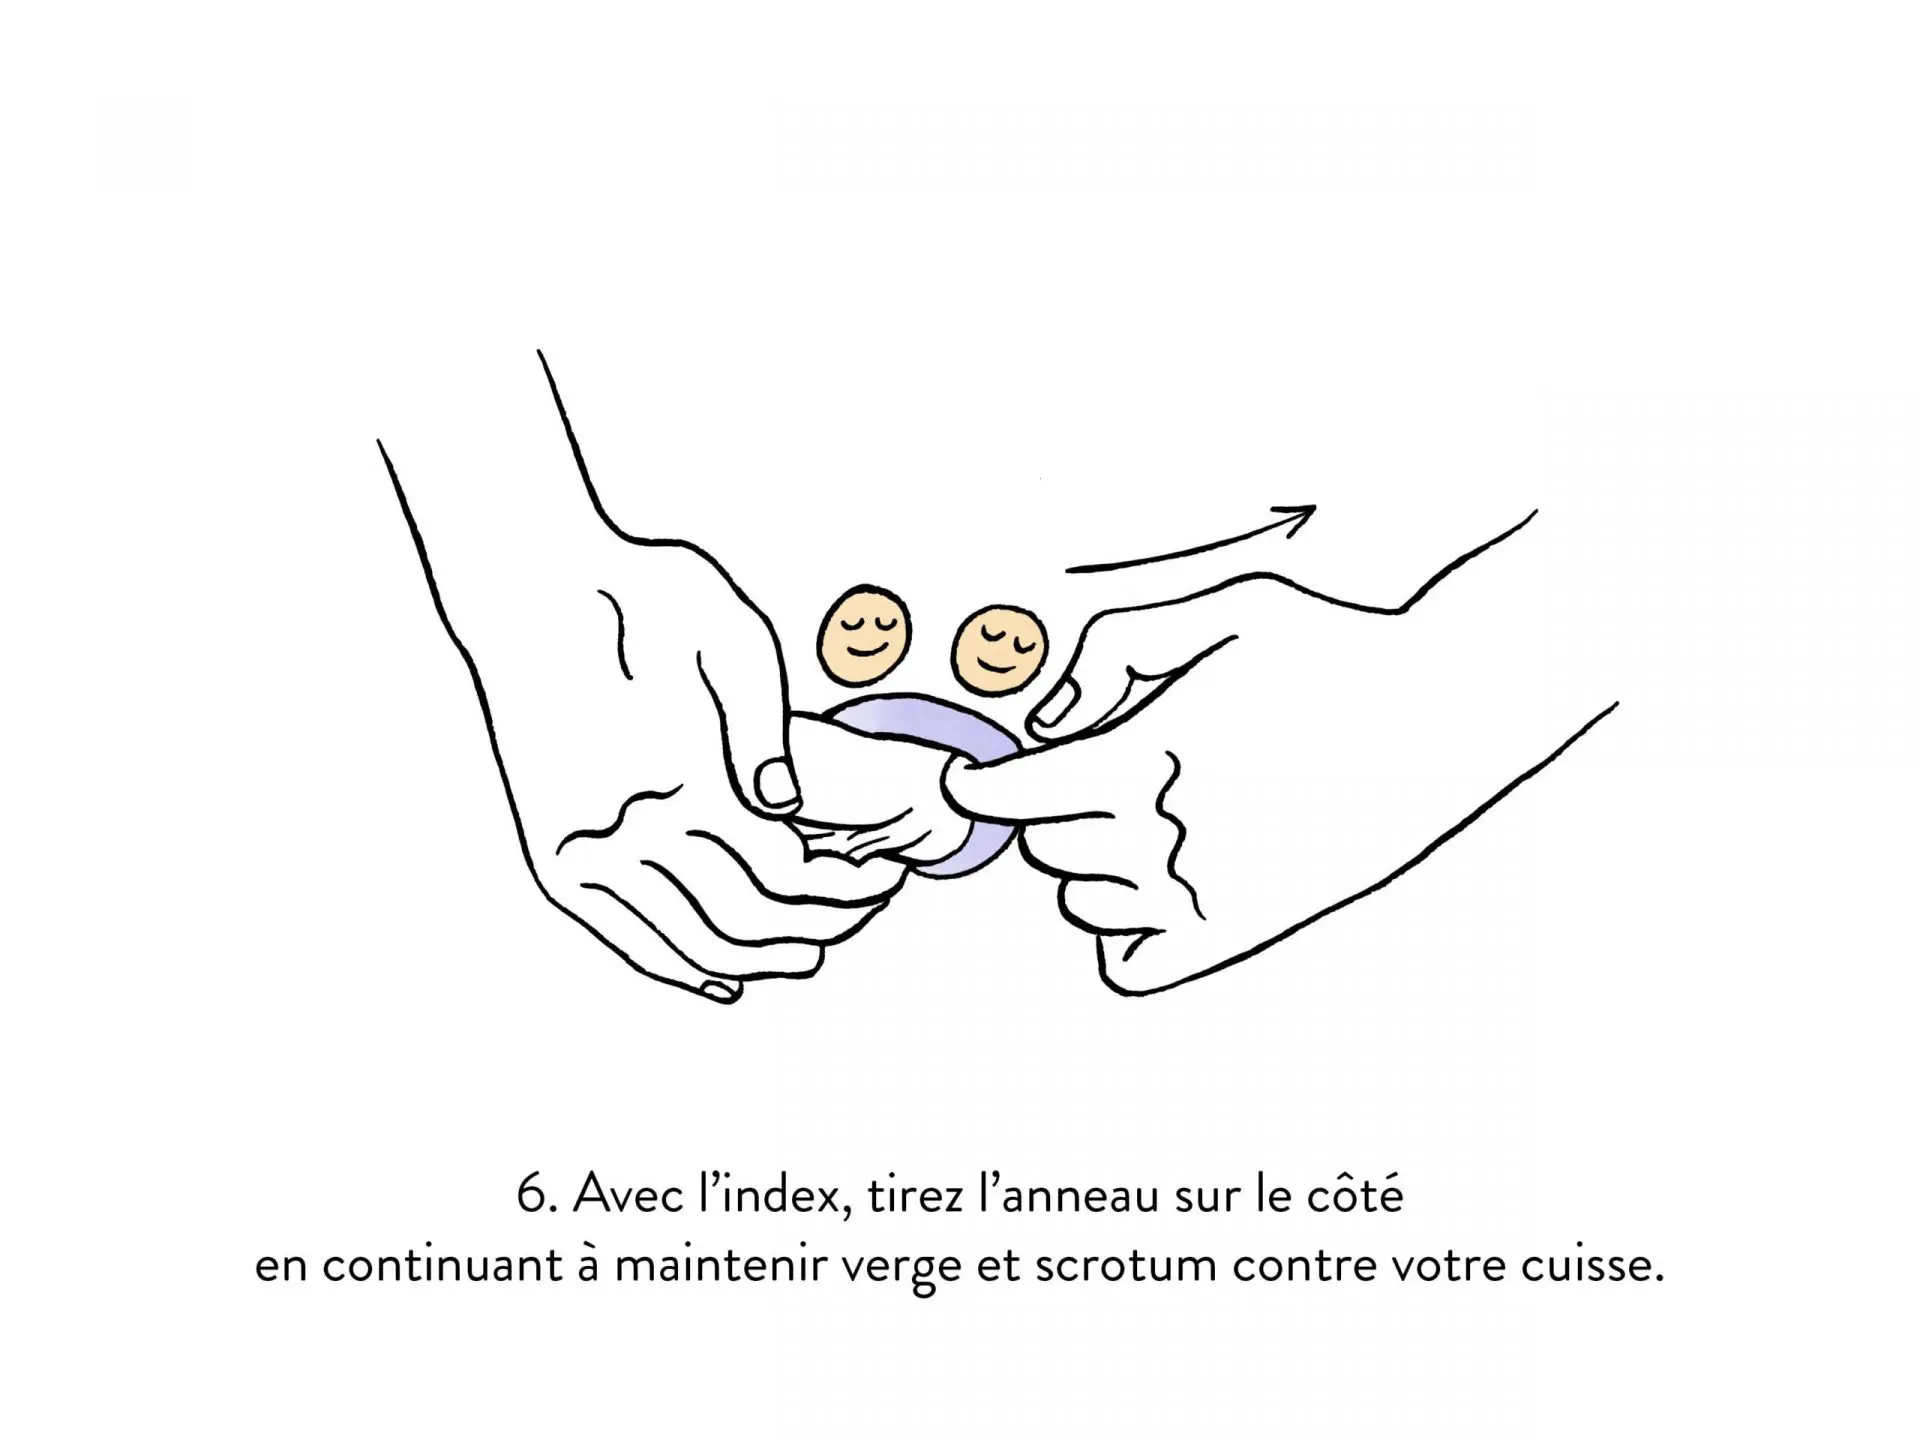 6. Avec l’index, tirez l’anneau sur le côté
en continuant à maintenir verge et scrotum contre votre cuisse.